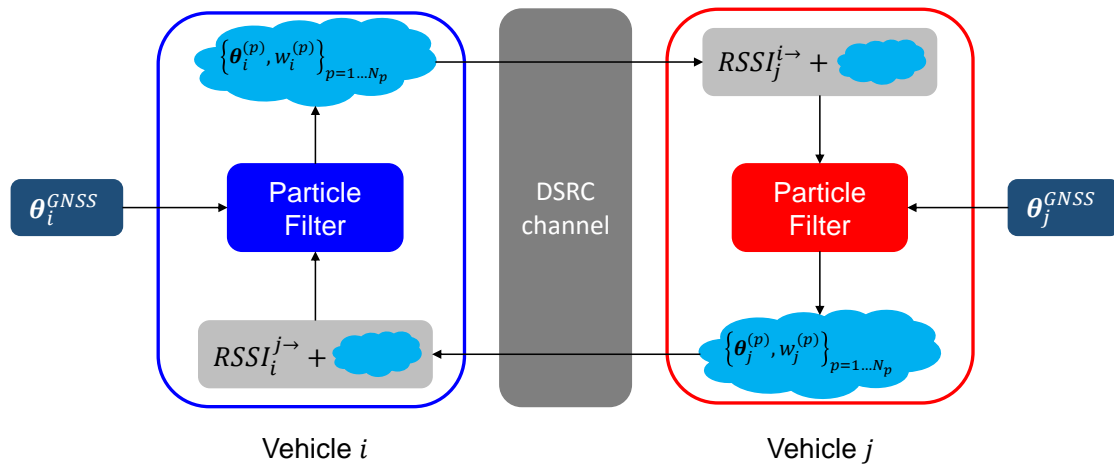 {𝜽_i^{(p)}, w_i^{(p)}}_{p=1…N_p}
RSSI_j^{i→} +
Particle
Filter
DSRC
channel
Particle
Filter
𝜽_i^{GNSS}
𝜽_j^{GNSS}
RSSI_i^{j→} +
{𝜽_j^{(p)}, w_j^{(p)}}_{p=1…N_p}
Vehicle i
Vehicle j